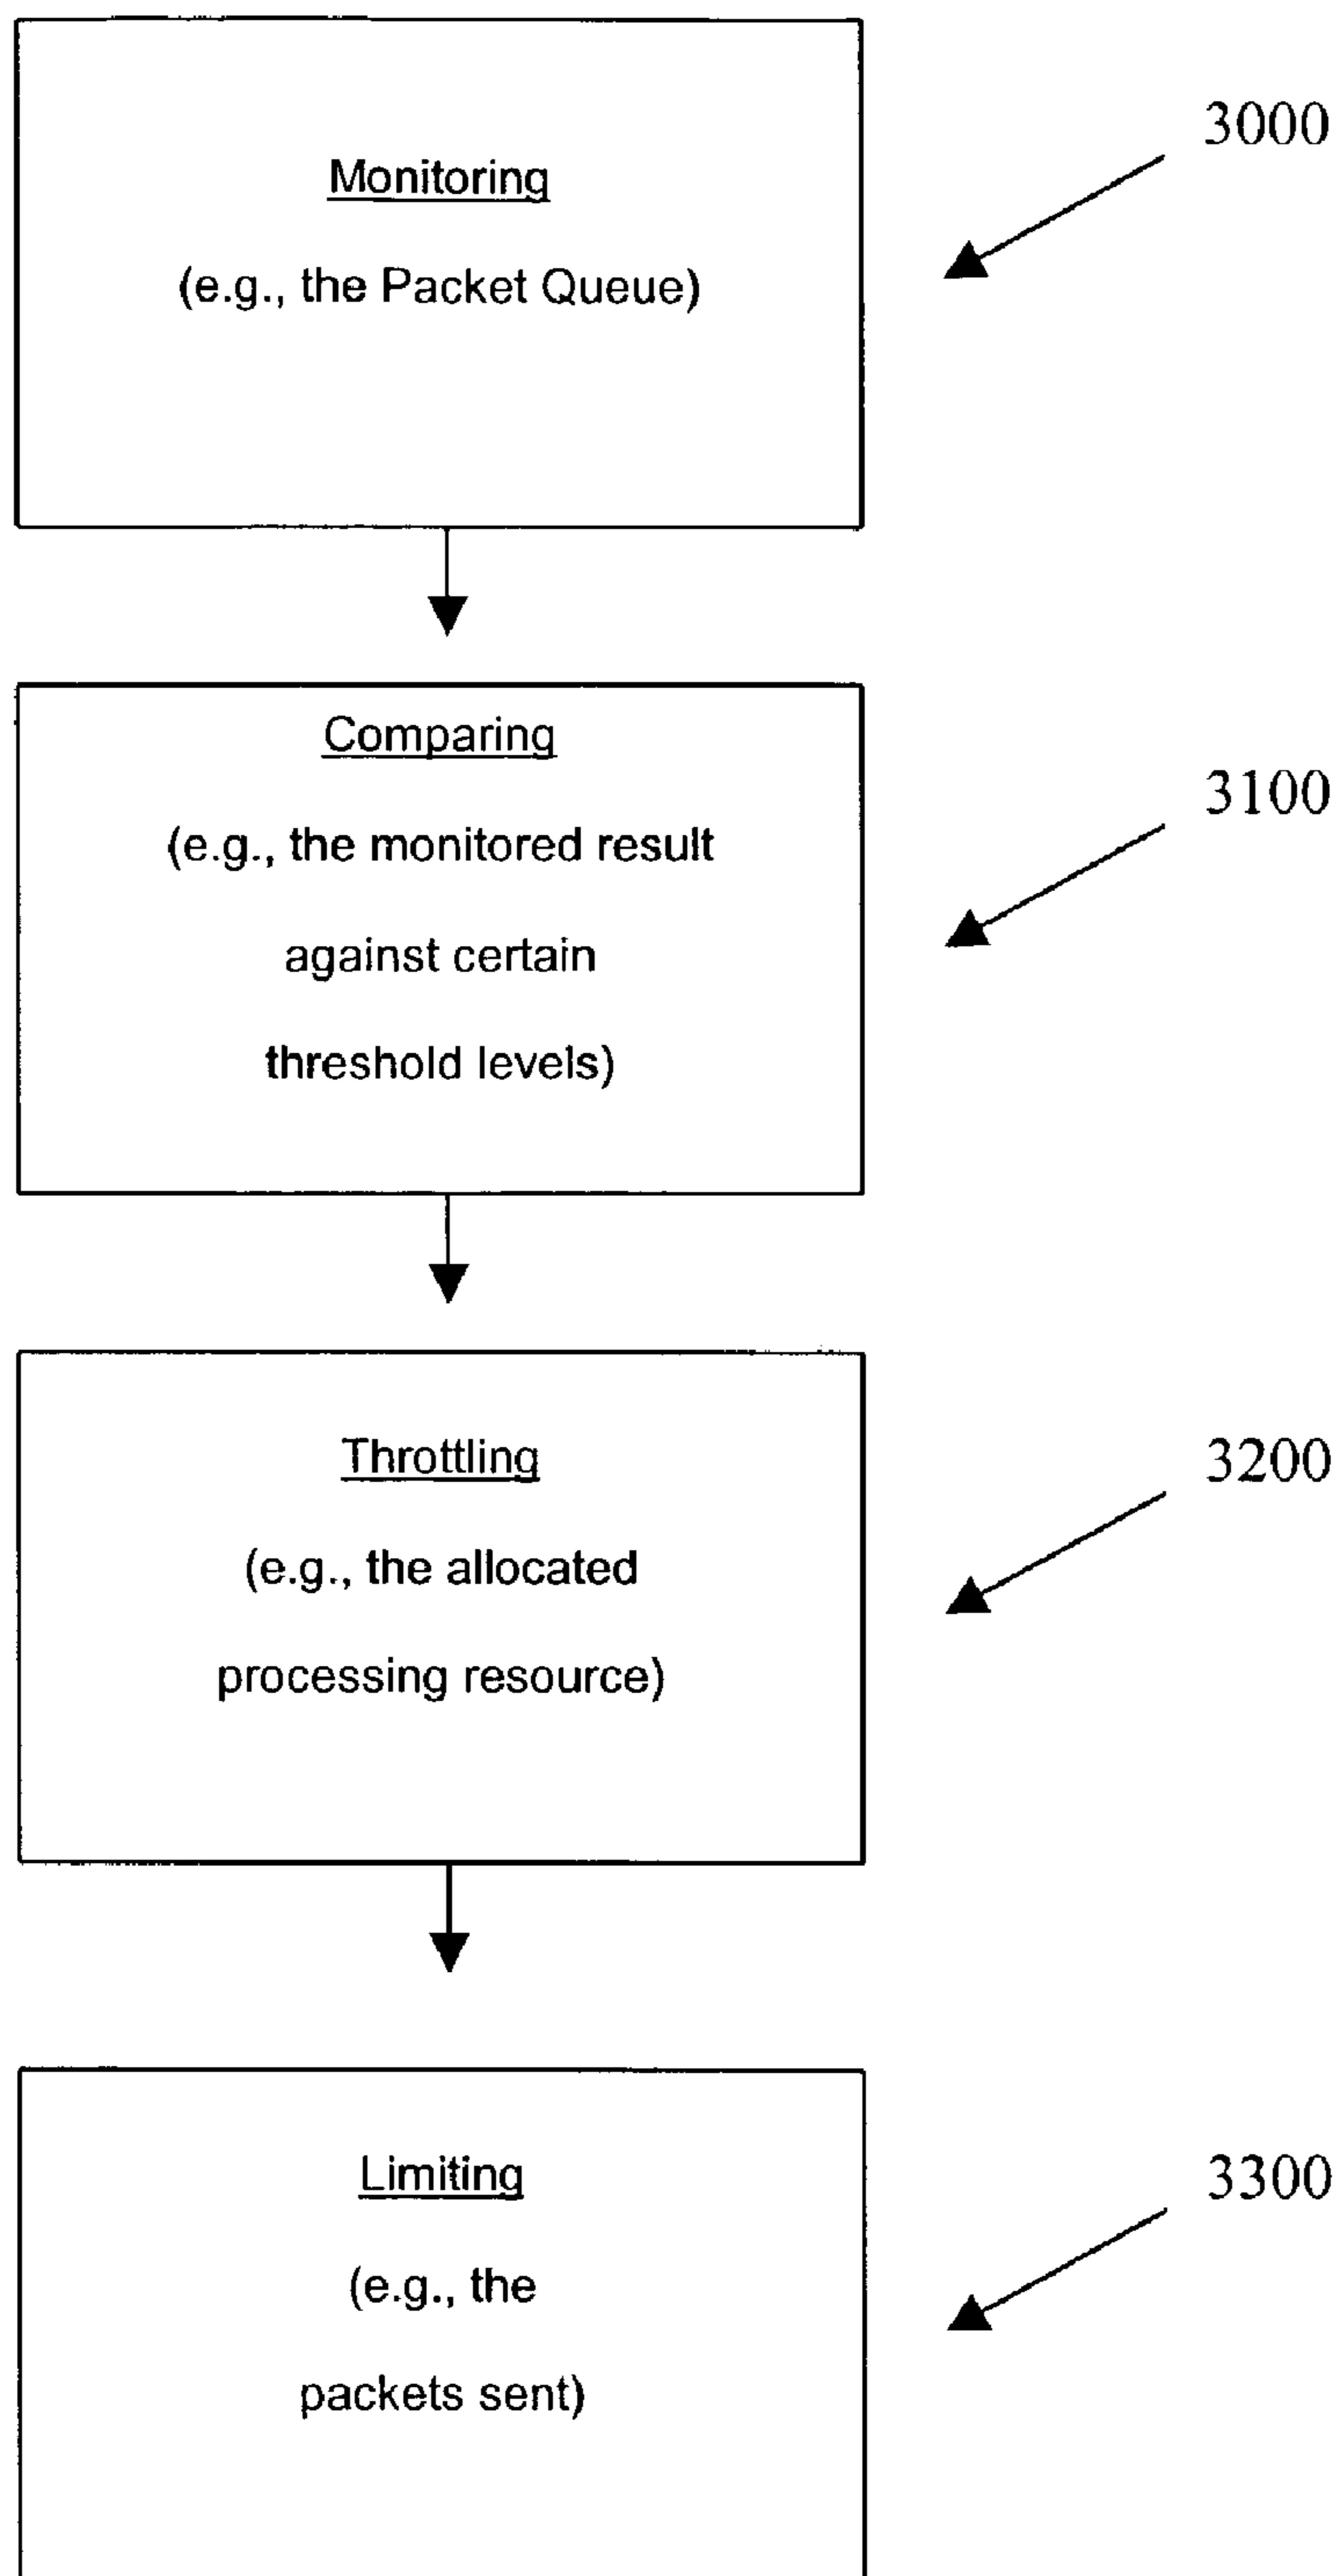 Monitoring
(e.g., the Packet Queue)
3000
Comparing
(e.g., the monitored result
against certain
threshold levels)
3100
Throttling
(e.g., the allocated
processing resource)
3200
Limiting
(e.g., the
packets sent)
3300